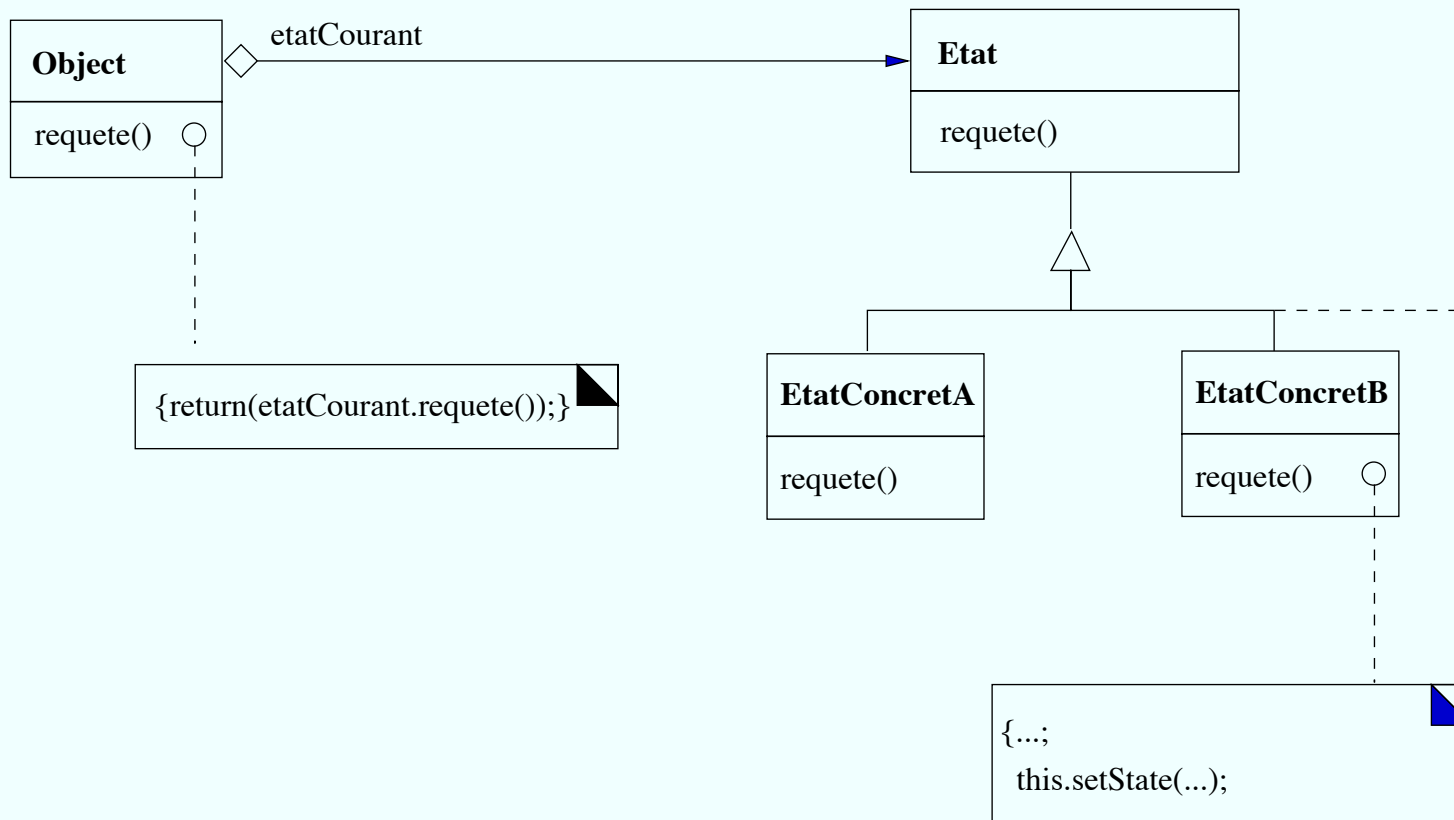 etatCourant
Object
requete()
Etat
requete()
{return(etatCourant.requete());}
EtatConcretA
requete()
EtatConcretB
requete()
{...;
this.setState(...);